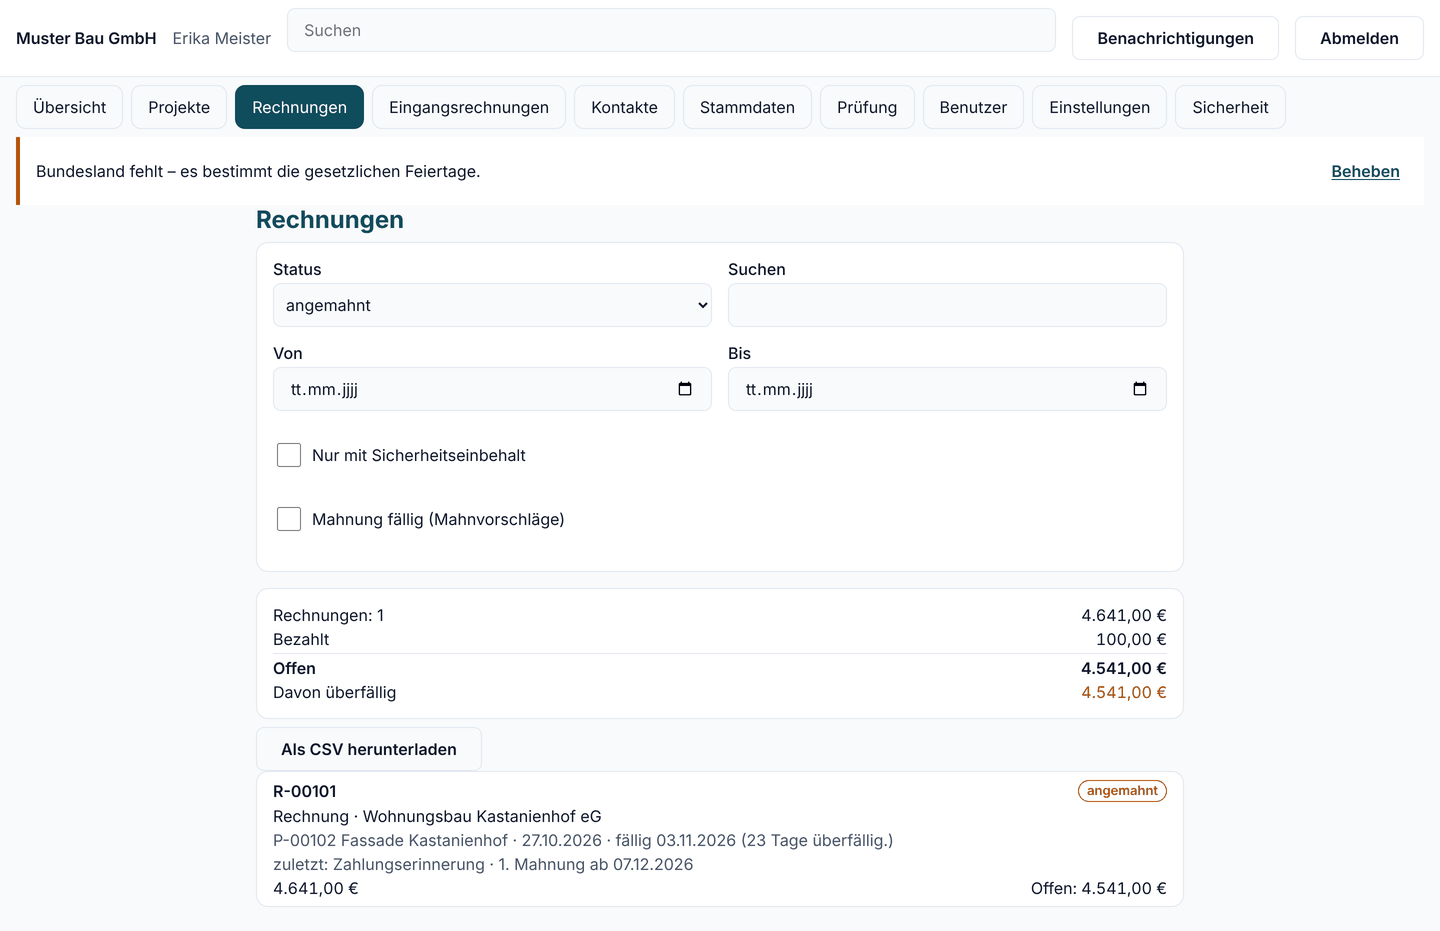 Muster Bau GmbH Erika Meister Suchen Benachrichtigungen Abmelden
Übersicht Projekte Rechnungen Eingangsrechnungen Kontakte Stammdaten Prüfung Benutzer Einstellungen Sicherheit
Bundesland fehlt – es bestimmt die gesetzlichen Feiertage. Beheben
Rechnungen
Status Suchen
angemahnt
Von Bis
tt.mm.jjjj tt.mm.jjjj
Nur mit Sicherheitseinbehalt
Mahnung fällig (Mahnvorschläge)
Rechnungen: 1 4.641,00 €
Bezahlt 100,00 €
Offen 4.541,00 €
Davon überfällig 4.541,00 €
Als CSV herunterladen
R-00101 angemahnt
Rechnung · Wohnungsbau Kastanienhof eG
P-00102 Fassade Kastanienhof · 27.10.2026 · fällig 03.11.2026 (23 Tage überfällig.)
zuletzt: Zahlungserinnerung · 1. Mahnung ab 07.12.2026
4.641,00 € Offen: 4.541,00 €